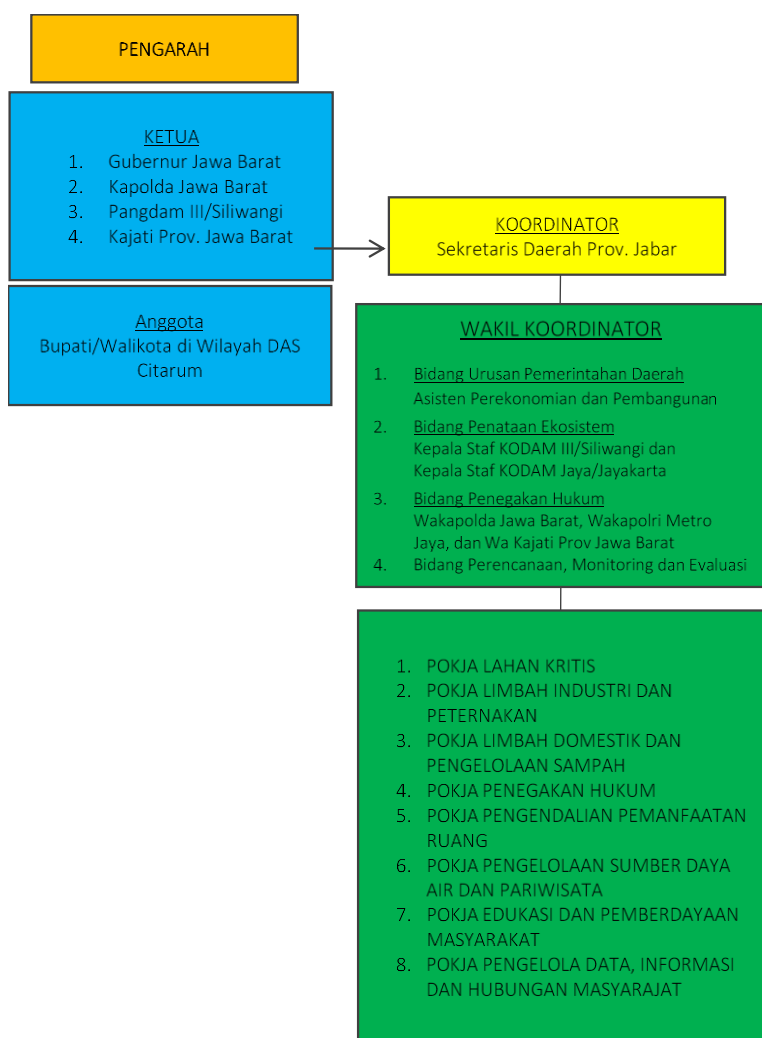 PENGARAH
KETUA
1. Gubernur Jawa Barat
2. Kapolda Jawa Barat
3. Pangdam III/Siliwangi
4. Kajati Prov. Jawa Barat
Anggota
Bupati/Walikota di Wilayah DAS
Citarum
KOORDINATOR
Sekretaris Daerah Prov. Jabar
WAKIL KOORDINATOR
1. Bidang Urusan Pemerintahan Daerah
Asisten Perekonomian dan Pembangunan
2. Bidang Penataan Ekosistem
Kepala Staf KODAM III/Siliwangi dan
Kepala Staf KODAM Jaya/Jayakarta
3. Bidang Penegakan Hukum
Wakapolda Jawa Barat, Wakapolri Metro
Jaya, dan Wa Kajati Prov Jawa Barat
4. Bidang Perencanaan, Monitoring dan Evaluasi
1. POKJA LAHAN KRITIS
2. POKJA LIMBAH INDUSTRI DAN
PETERNAKAN
3. POKJA LIMBAH DOMESTIK DAN
PENGELOLAAN SAMPAH
4. POKJA PENEGAKAN HUKUM
5. POKJA PENGENDALIAN PEMANFAATAN
RUANG
6. POKJA PENGELOLAAN SUMBER DAYA
AIR DAN PARIWISATA
7. POKJA EDUKASI DAN PEMBERDAYAAN
MASYARAKAT
8. POKJA PENGELOLA DATA, INFORMASI
DAN HUBUNGAN MASYARAJAT